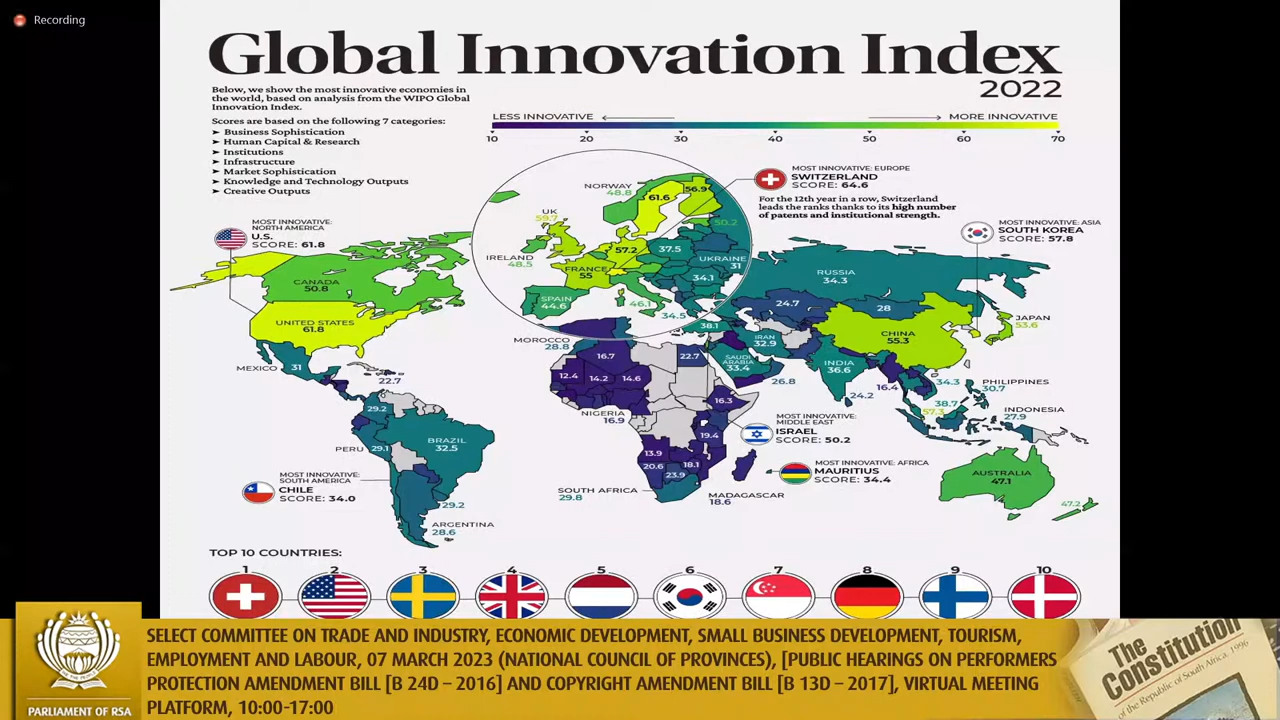 Recording
Global Innovation Index
2022
Below, we show the most innovative economies in
the world, based on analysis from the WIPO Global
Innovation Index.
Scores are based on the following 7 categories:
➤ Business Sophistication
➤ Human Capital & Research
➤ Institutions
➤ Infrastructure
➤ Market Sophistication
➤ Knowledge and Technology Outputs
➤ Creative Outputs
LESS INNOVATIVE
MORE INNOVATIVE
10 20 30 40 50 60 70
MOST INNOVATIVE: EUROPE
SWITZERLAND
SCORE: 64.6
For the 12th year in a row, Switzerland
leads the ranks thanks to its high number
of patents and institutional strength.
MOST INNOVATIVE:
NORTH AMERICA
U.S.
SCORE: 61.8
MOST INNOVATIVE: ASIA
SOUTH KOREA
SCORE: 57.8
NORWAY
48.8
61.6
56.9
UK
59.7
50.2
IRELAND
48.5
57.2
37.5
UKRAINE
31
FRANCE
55
34.1
SPAIN
44.6
46.1
34.5
CANADA
50.8
UNITED STATES
61.8
MEXICO 31
22.7
RUSSIA
34.3
24.7
28
CHINA
55.3
JAPAN
53.6
38.1
IRAN
32.9
SAUDI
ARABIA
33.4
INDIA
36.6
26.8
24.2
16.4
34.3
38.7
57.3
PHILIPPINES
30.7
INDONESIA
27.9
MOROCCO
28.8
16.7
22.7
12.4
14.2
14.6
NIGERIA
16.9
16.3
19.4
13.9
20.6
18.1
23.9
SOUTH AFRICA
29.8
MADAGASCAR
18.6
MOST INNOVATIVE:
MIDDLE EAST
ISRAEL
SCORE: 50.2
MOST INNOVATIVE: AFRICA
MAURITIUS
SCORE: 34.4
29.2
PERU 29.1
BRAZIL
32.5
MOST INNOVATIVE:
SOUTH AMERICA
CHILE
SCORE: 34.0
29.2
ARGENTINA
28.6
AUSTRALIA
47.1
47.2
TOP 10 COUNTRIES:
1 2 3 4 5 6 7 8 9 10
PARLIAMENT OF RSA
SELECT COMMITTEE ON TRADE AND INDUSTRY, ECONOMIC DEVELOPMENT, SMALL BUSINESS DEVELOPMENT, TOURISM,
EMPLOYMENT AND LABOUR, 07 MARCH 2023 (NATIONAL COUNCIL OF PROVINCES), [PUBLIC HEARINGS ON PERFORMERS
PROTECTION AMENDMENT BILL [B 24D – 2016] AND COPYRIGHT AMENDMENT BILL [B 13D – 2017], VIRTUAL MEETING
PLATFORM, 10:00-17:00
The
Constitution
of the Republic of South Africa, 1996